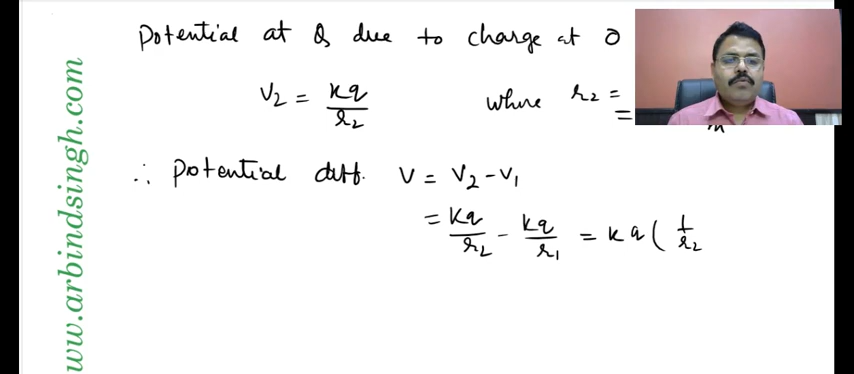 Potential at Q due to charge at O
V2 = kq/r2 where r2 =
=
m
∴ Potential diff. V = V2 - V1
= kq/r2 - kq/r1 = kq ( 1/r2
ww.arbindsingh.com